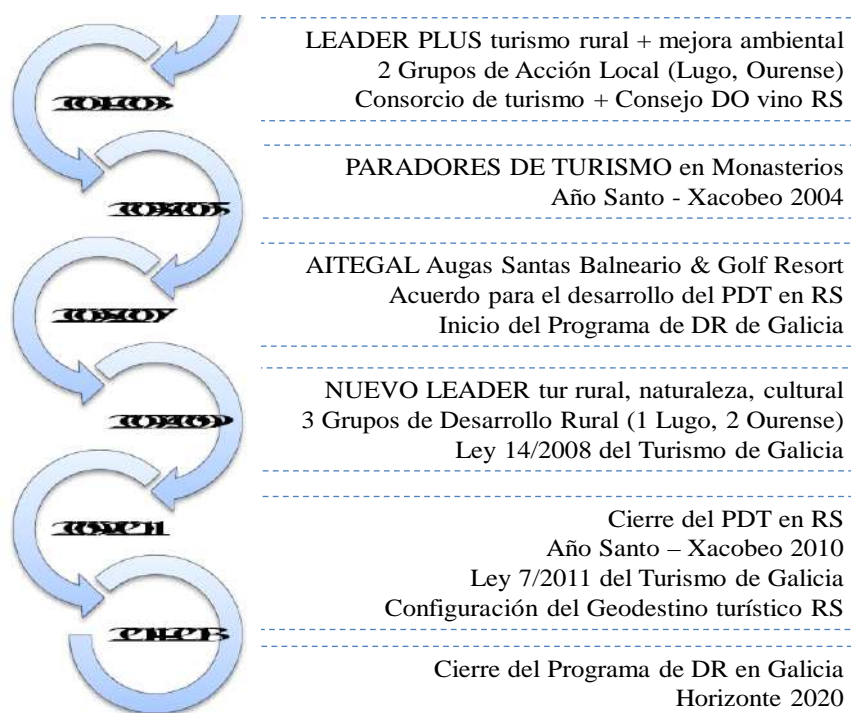 LEADER PLUS turismo rural + mejora ambiental
2 Grupos de Acción Local (Lugo, Ourense)
Consorcio de turismo + Consejo DO vino RS
PARADORES DE TURISMO en Monasterios
Año Santo - Xacobeo 2004
AITEGAL Augas Santas Balneario & Golf Resort
Acuerdo para el desarrollo del PDT en RS
Inicio del Programa de DR de Galicia
NUEVO LEADER tur rural, naturaleza, cultural
3 Grupos de Desarrollo Rural (1 Lugo, 2 Ourense)
Ley 14/2008 del Turismo de Galicia
Cierre del PDT en RS
Año Santo – Xacobeo 2010
Ley 7/2011 del Turismo de Galicia
Configuración del Geodestino turístico RS
Cierre del Programa de DR en Galicia
Horizonte 2020